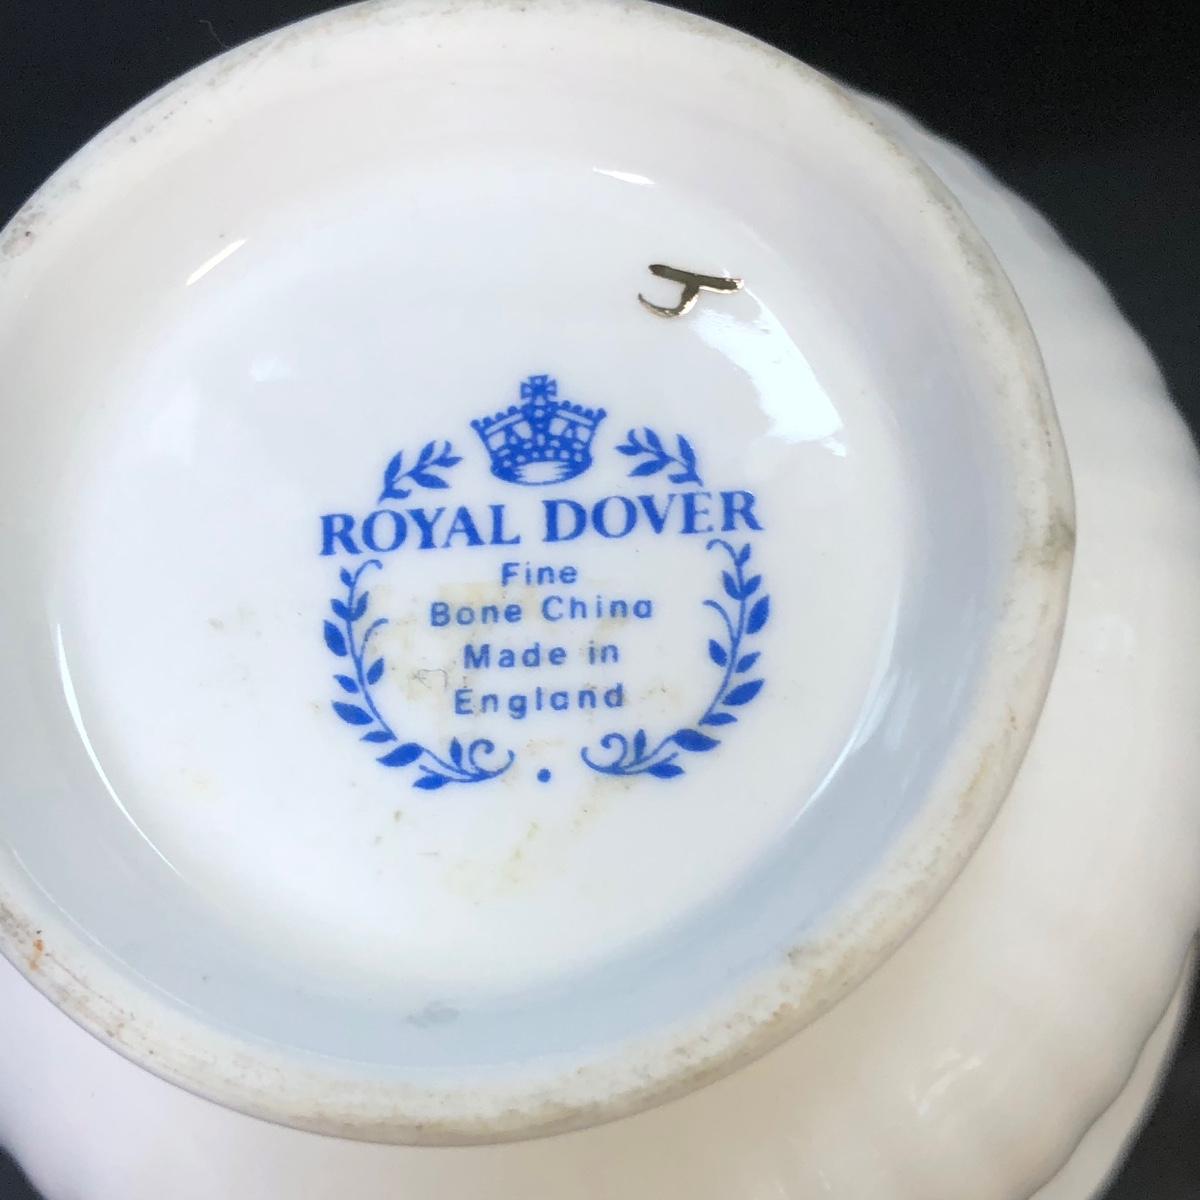 J
ROYAL DOVER
Fine
Bone China
Made in
England